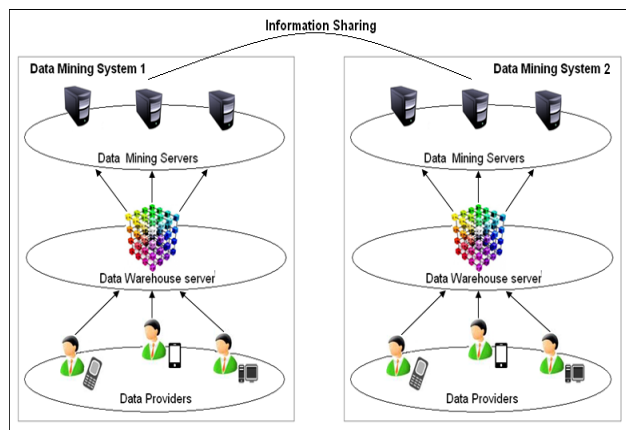 Information Sharing
Data Mining System 1
Data Mining Servers
Data Warehouse server
Data Providers
Data Mining System 2
Data Mining Servers
Data Warehouse server
Data Providers